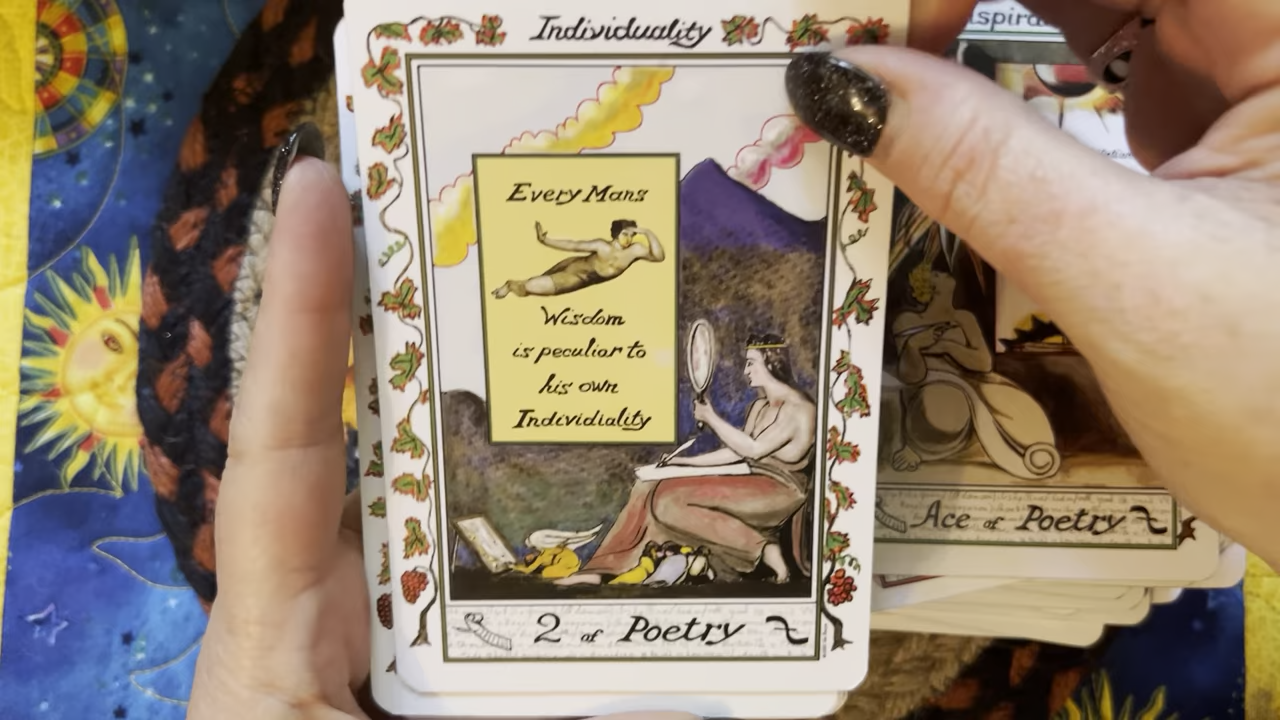 Individuality
Every Mans
Wisdom
is peculiar to
his own
Individiality
2 of Poetry
Ace of Poetry